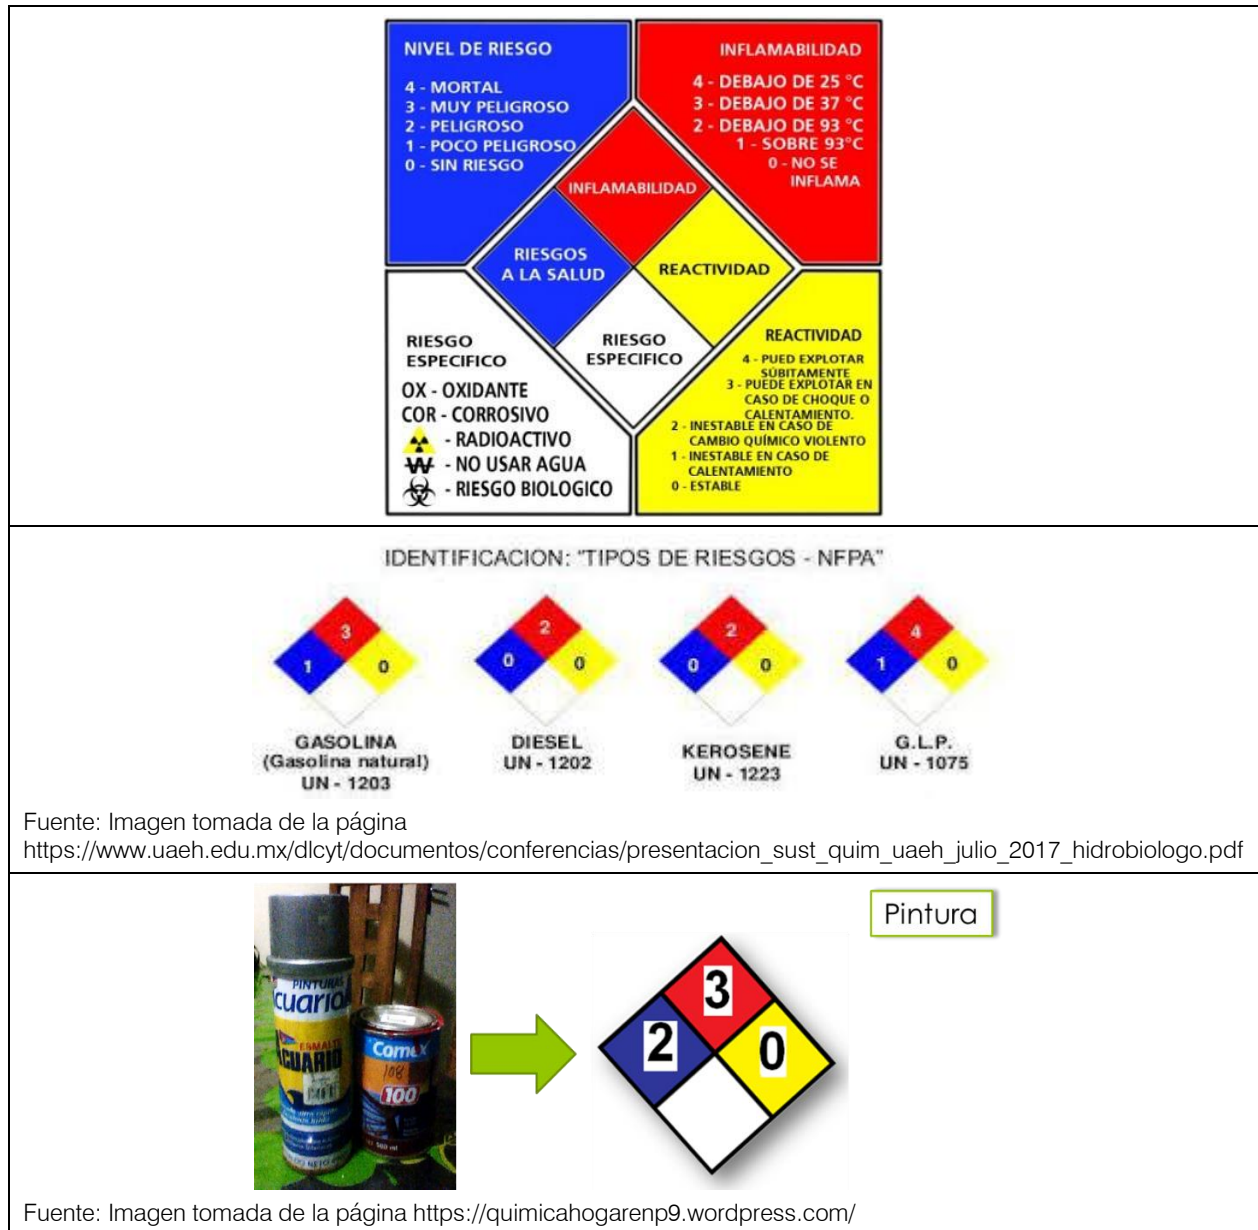 NIVEL DE RIESGO
4 - MORTAL
3 - MUY PELIGROSO
2 - PELIGROSO
1 - POCO PELIGROSO
0 - SIN RIESGO
INFLAMABILIDAD
4 - DEBAJO DE 25 °C
3 - DEBAJO DE 37 °C
2 - DEBAJO DE 93 °C
1 - SOBRE 93°C
0 - NO SE
INFLAMA
INFLAMABILIDAD
RIESGOS
A LA SALUD
REACTIVIDAD
RIESGO
ESPECIFICO
RIESGO
ESPECIFICO
OX - OXIDANTE
COR - CORROSIVO
- RADIOACTIVO
W - NO USAR AGUA
- RIESGO BIOLOGICO
REACTIVIDAD
4 - PUED EXPLOTAR
SÚBITAMENTE
3 - PUEDE EXPLOTAR EN
CASO DE CHOQUE O
CALENTAMIENTO.
2 - INESTABLE EN CASO DE
CAMBIO QUÍMICO VIOLENTO
1 - INESTABLE EN CASO DE
CALENTAMIENTO
0 - ESTABLE
IDENTIFICACION: "TIPOS DE RIESGOS - NFPA"
3
1 0
GASOLINA
(Gasolina natural)
UN - 1203
2
0 0
DIESEL
UN - 1202
2
0 0
KEROSENE
UN - 1223
4
1 0
G.L.P.
UN - 1075
Fuente: Imagen tomada de la página
https://www.uaeh.edu.mx/dlcyt/documentos/conferencias/presentacion_sust_quim_uaeh_julio_2017_hidrobiologo.pdf
PINTURAS
ESMALTE
Comex
108
100
Pintura
3
2 0
Fuente: Imagen tomada de la página https://quimicahogarenp9.wordpress.com/